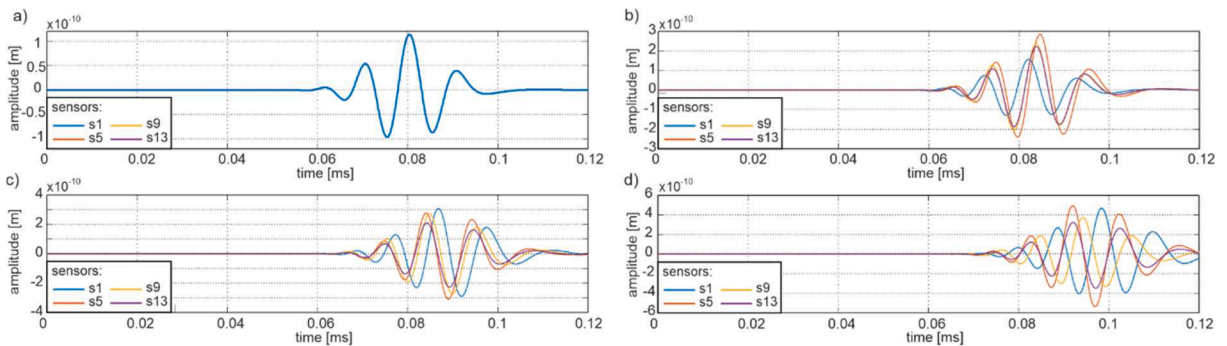 a)
x10⁻¹⁰
amplitude [m]
1
0.5
0
-0.5
-1
sensors:
s1 s9
s5 s13
0 0.02 0.04 0.06 0.08 0.1 0.12
time [ms]
b)
x10⁻¹⁰
amplitude [m]
3
2
1
0
-1
-2
-3
sensors:
s1 s9
s5 s13
0 0.02 0.04 0.06 0.08 0.1 0.12
time [ms]
c)
x10⁻¹⁰
amplitude [m]
4
2
0
-2
-4
sensors:
s1 s9
s5 s13
0 0.02 0.04 0.06 0.08 0.1 0.12
time [ms]
d)
x10⁻¹⁰
amplitude [m]
6
4
2
0
-2
-4
-6
sensors:
s1 s9
s5 s13
0 0.02 0.04 0.06 0.08 0.1 0.12
time [ms]